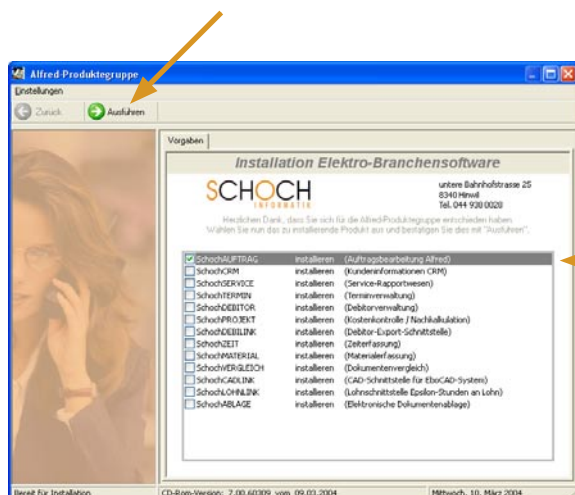 Alfred-Produktegruppe
Einstellungen
Zurück Ausführen
Vorgaben
Installation Elektro-Branchensoftware
SCHOCH
INFORMATIK
untere Bahnhofstrasse 25
8340 Hinwil
Tel. 044 938 0028
Herzlichen Dank, dass Sie sich für die Alfred-Produktegruppe entschieden haben.
Wählen Sie nun das zu installierende Produkt aus und bestätigen Sie dies mit "Ausführen".
SchochAUFTRAG installieren (Auftragsbearbeitung Alfred)
SchochCRM installieren (Kundeninformationen CRM)
SchochSERVICE installieren (Service-Rapportwesen)
SchochTERMIN installieren (Terminverwaltung)
SchochDEBITOR installieren (Debitorverwaltung)
SchochPROJEKT installieren (Kostenkontrolle / Nachkalkulation)
SchochDEBILINK installieren (Debitor-Export-Schnittstelle)
SchochZEIT installieren (Zeiterfassung)
SchochMATERIAL installieren (Materialerfassung)
SchochVERGLEICH installieren (Dokumentenvergleich)
SchochCADLINK installieren (CAD-Schnittstelle für EboCAD-System)
SchochLOHNLINK installieren (Lohnschnittstelle Epsilon-Stunden an Lohn)
SchochABLAGE installieren (Elektronische Dokumentenablage)
Bereit für Installation CD-Rom-Version: 7.00.60309 vom 09.03.2004 Mittwoch, 10. März 2004